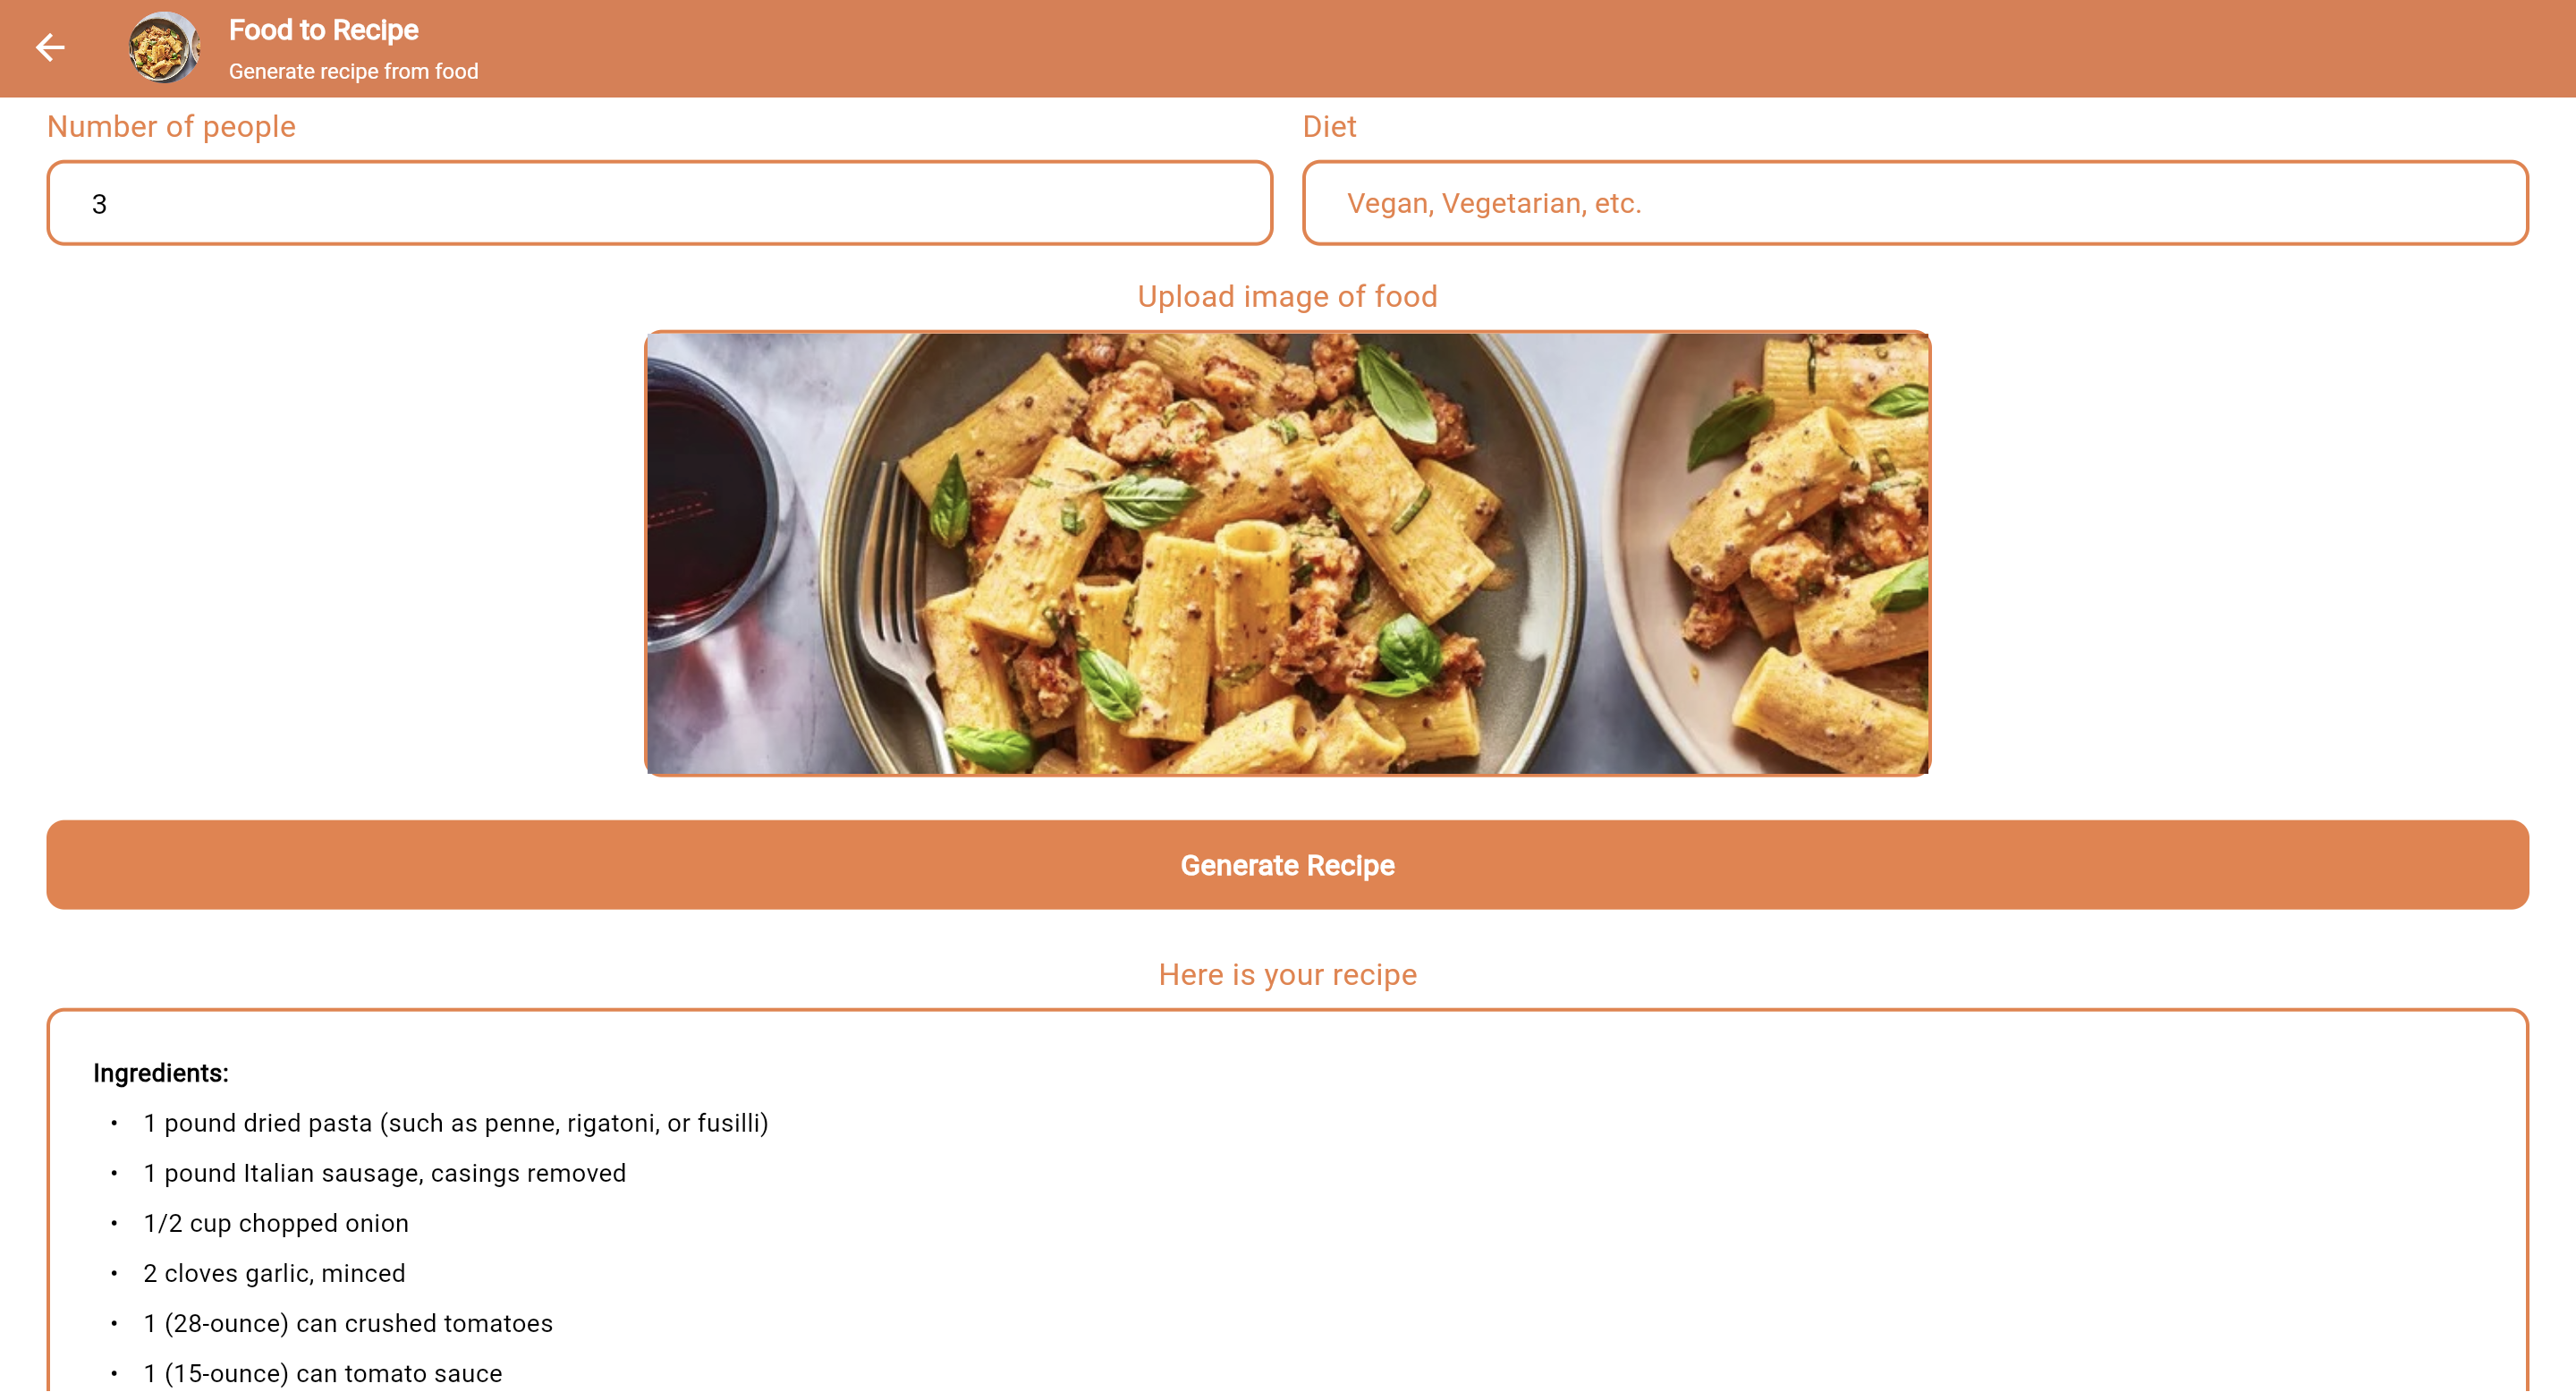 Food to Recipe
Generate recipe from food
Number of people
Diet
3
Vegan, Vegetarian, etc.
Upload image of food
Generate Recipe
Here is your recipe
Ingredients:
• 1 pound dried pasta (such as penne, rigatoni, or fusilli)
• 1 pound Italian sausage, casings removed
• 1/2 cup chopped onion
• 2 cloves garlic, minced
• 1 (28-ounce) can crushed tomatoes
• 1 (15-ounce) can tomato sauce